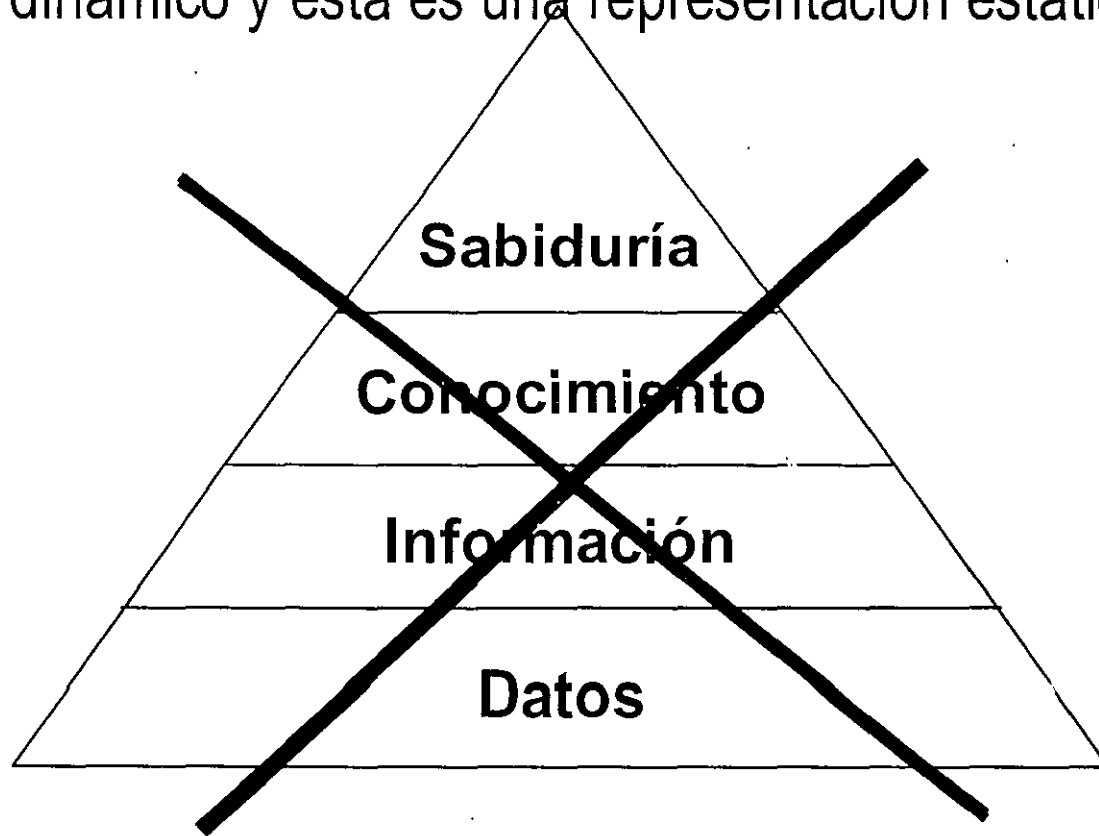 dinámico y esta es una representación
Sabiduría
Conocimiento
Información
Datos